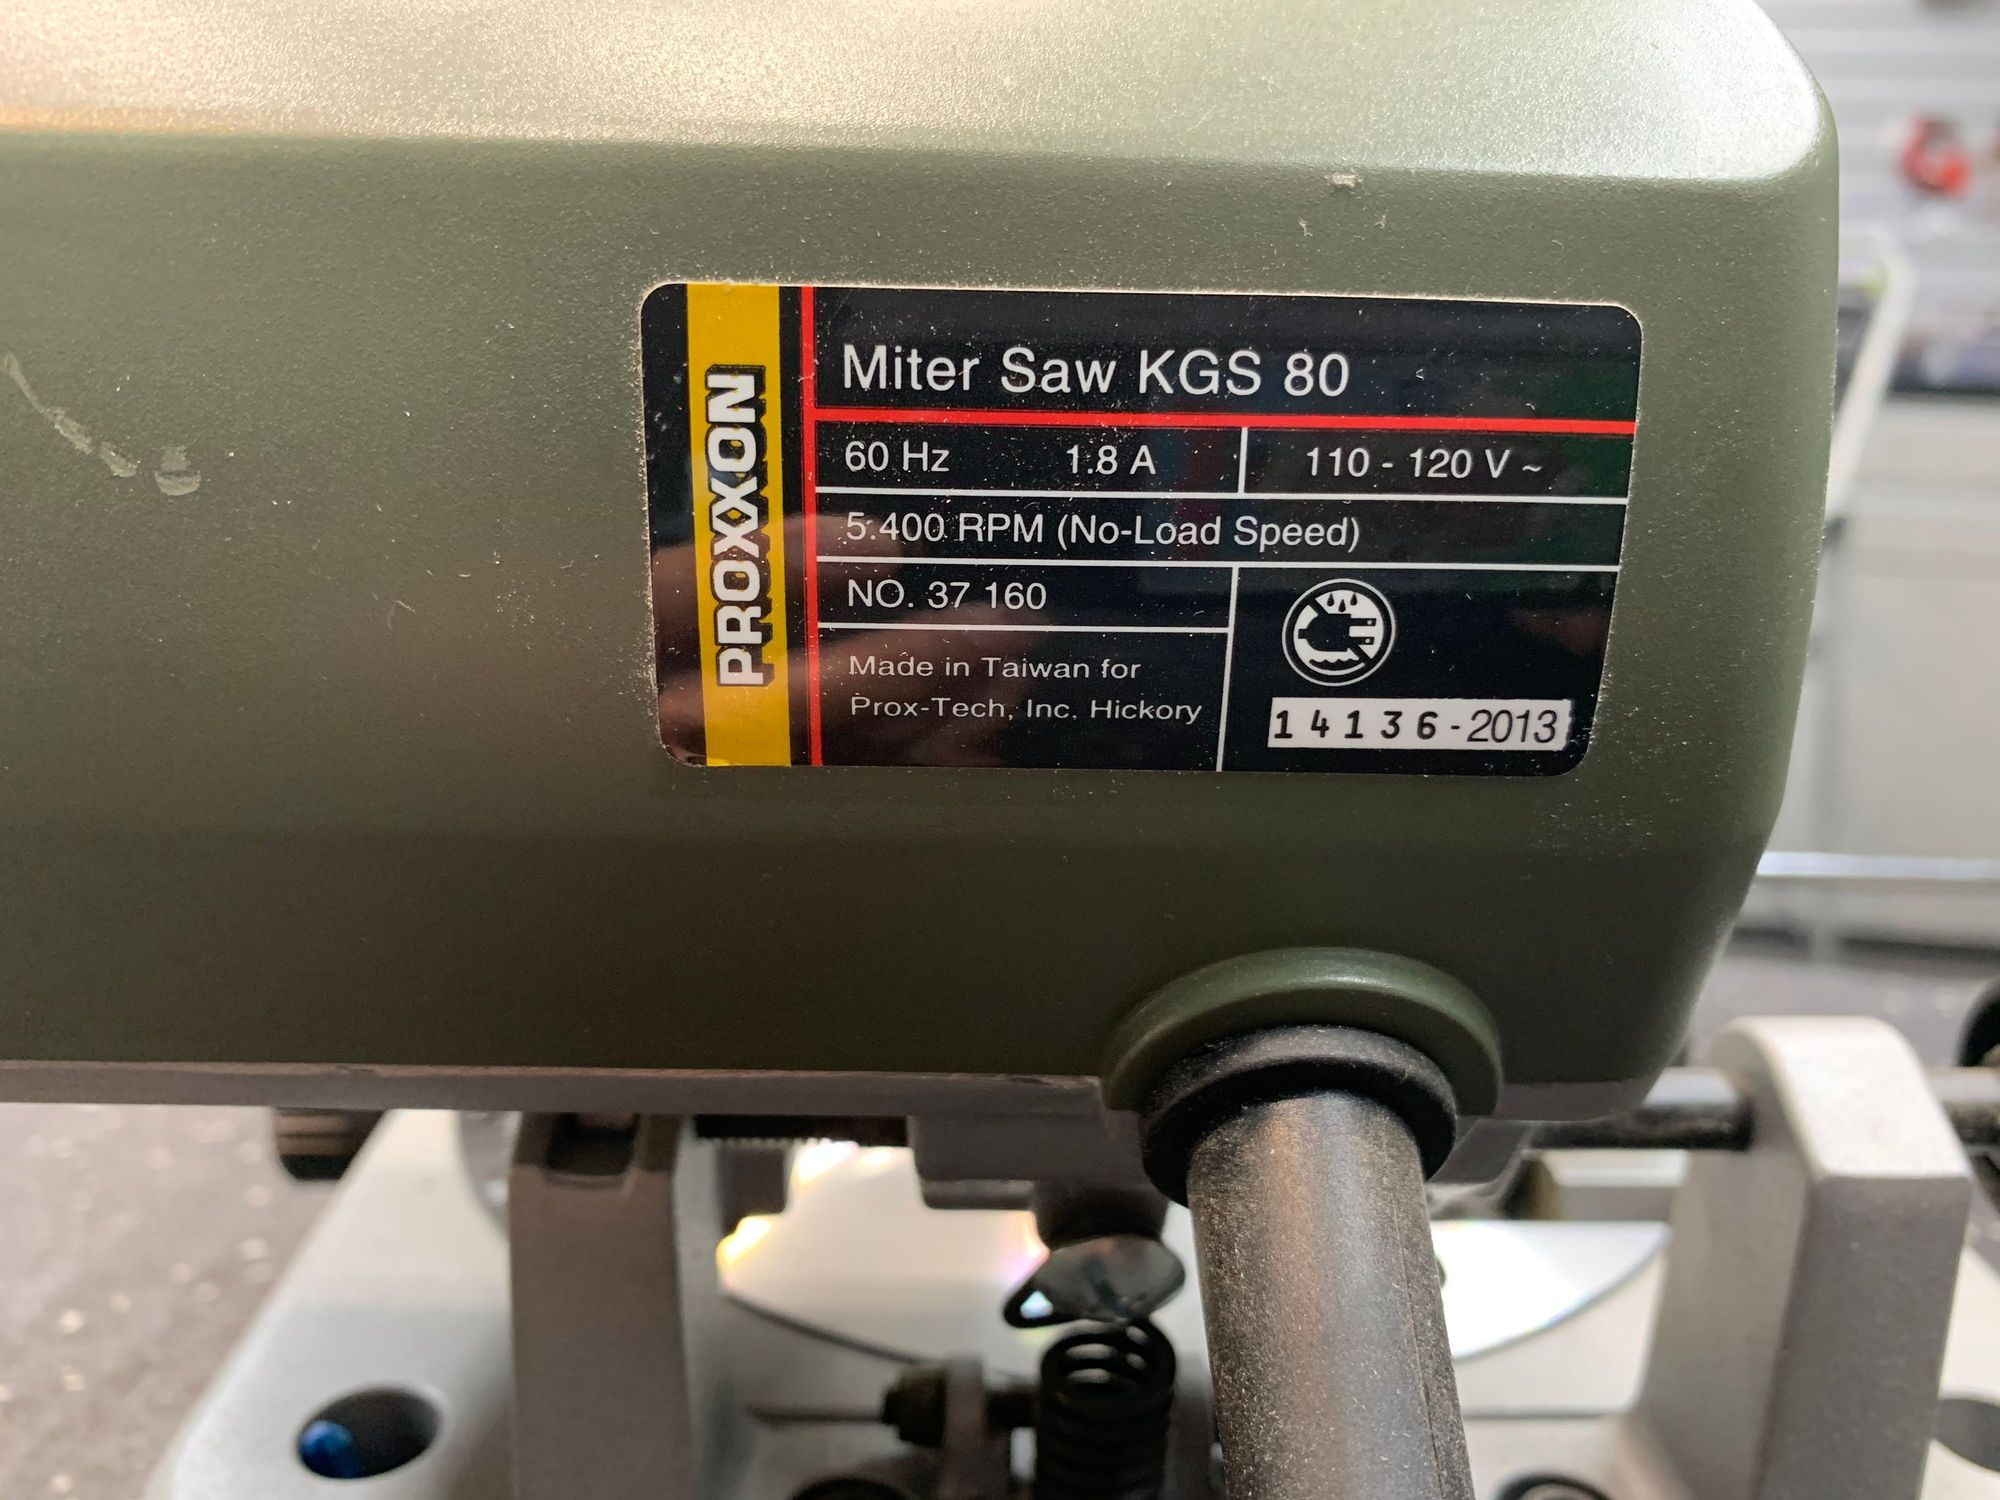 PROXXON
Miter Saw KGS 80
60 Hz 1.8 A 110 - 120 V ~
5.400 RPM (No-Load Speed)
NO. 37 160
Made in Taiwan for
Prox-Tech, Inc. Hickory
14136-2013